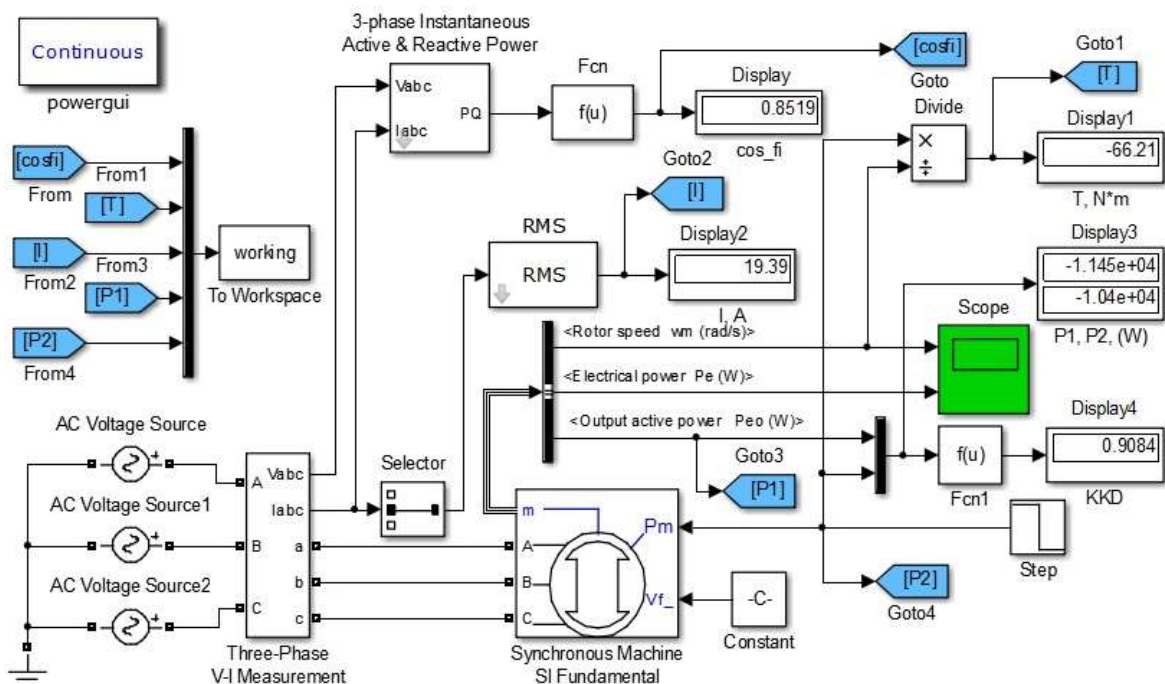 Continuous
powergui
3-phase Instantaneous
Active & Reactive Power
Vabc
Iabc
PQ
Fcn
f(u)
[cosfi]
Goto
Display
0.8519
cos_fi
Goto1
[T]
Divide
×
÷
Display1
-66.21
T, N*m
[cosfi]
From
From1
[T]
[I]
From2
From3
[P1]
[P2]
From4
working
To Workspace
Goto2
[I]
RMS
RMS
Display2
19.39
I, A
Display3
-1.145e+04
-1.04e+04
P1, P2, (W)
Scope
<Rotor speed wm (rad/s)>
<Electrical power Pe (W)>
<Output active power Peo (W)>
Goto3
[P1]
f(u)
Fcn1
Display4
0.9084
KKD
AC Voltage Source
AC Voltage Source1
AC Voltage Source2
A
B
C
Vabc
Iabc
a
b
c
Three-Phase
V-I Measurement
Selector
m
A
B
C
Pm
Vf_
Synchronous Machine
SI Fundamental
-C-
Constant
Step
[P2]
Goto4